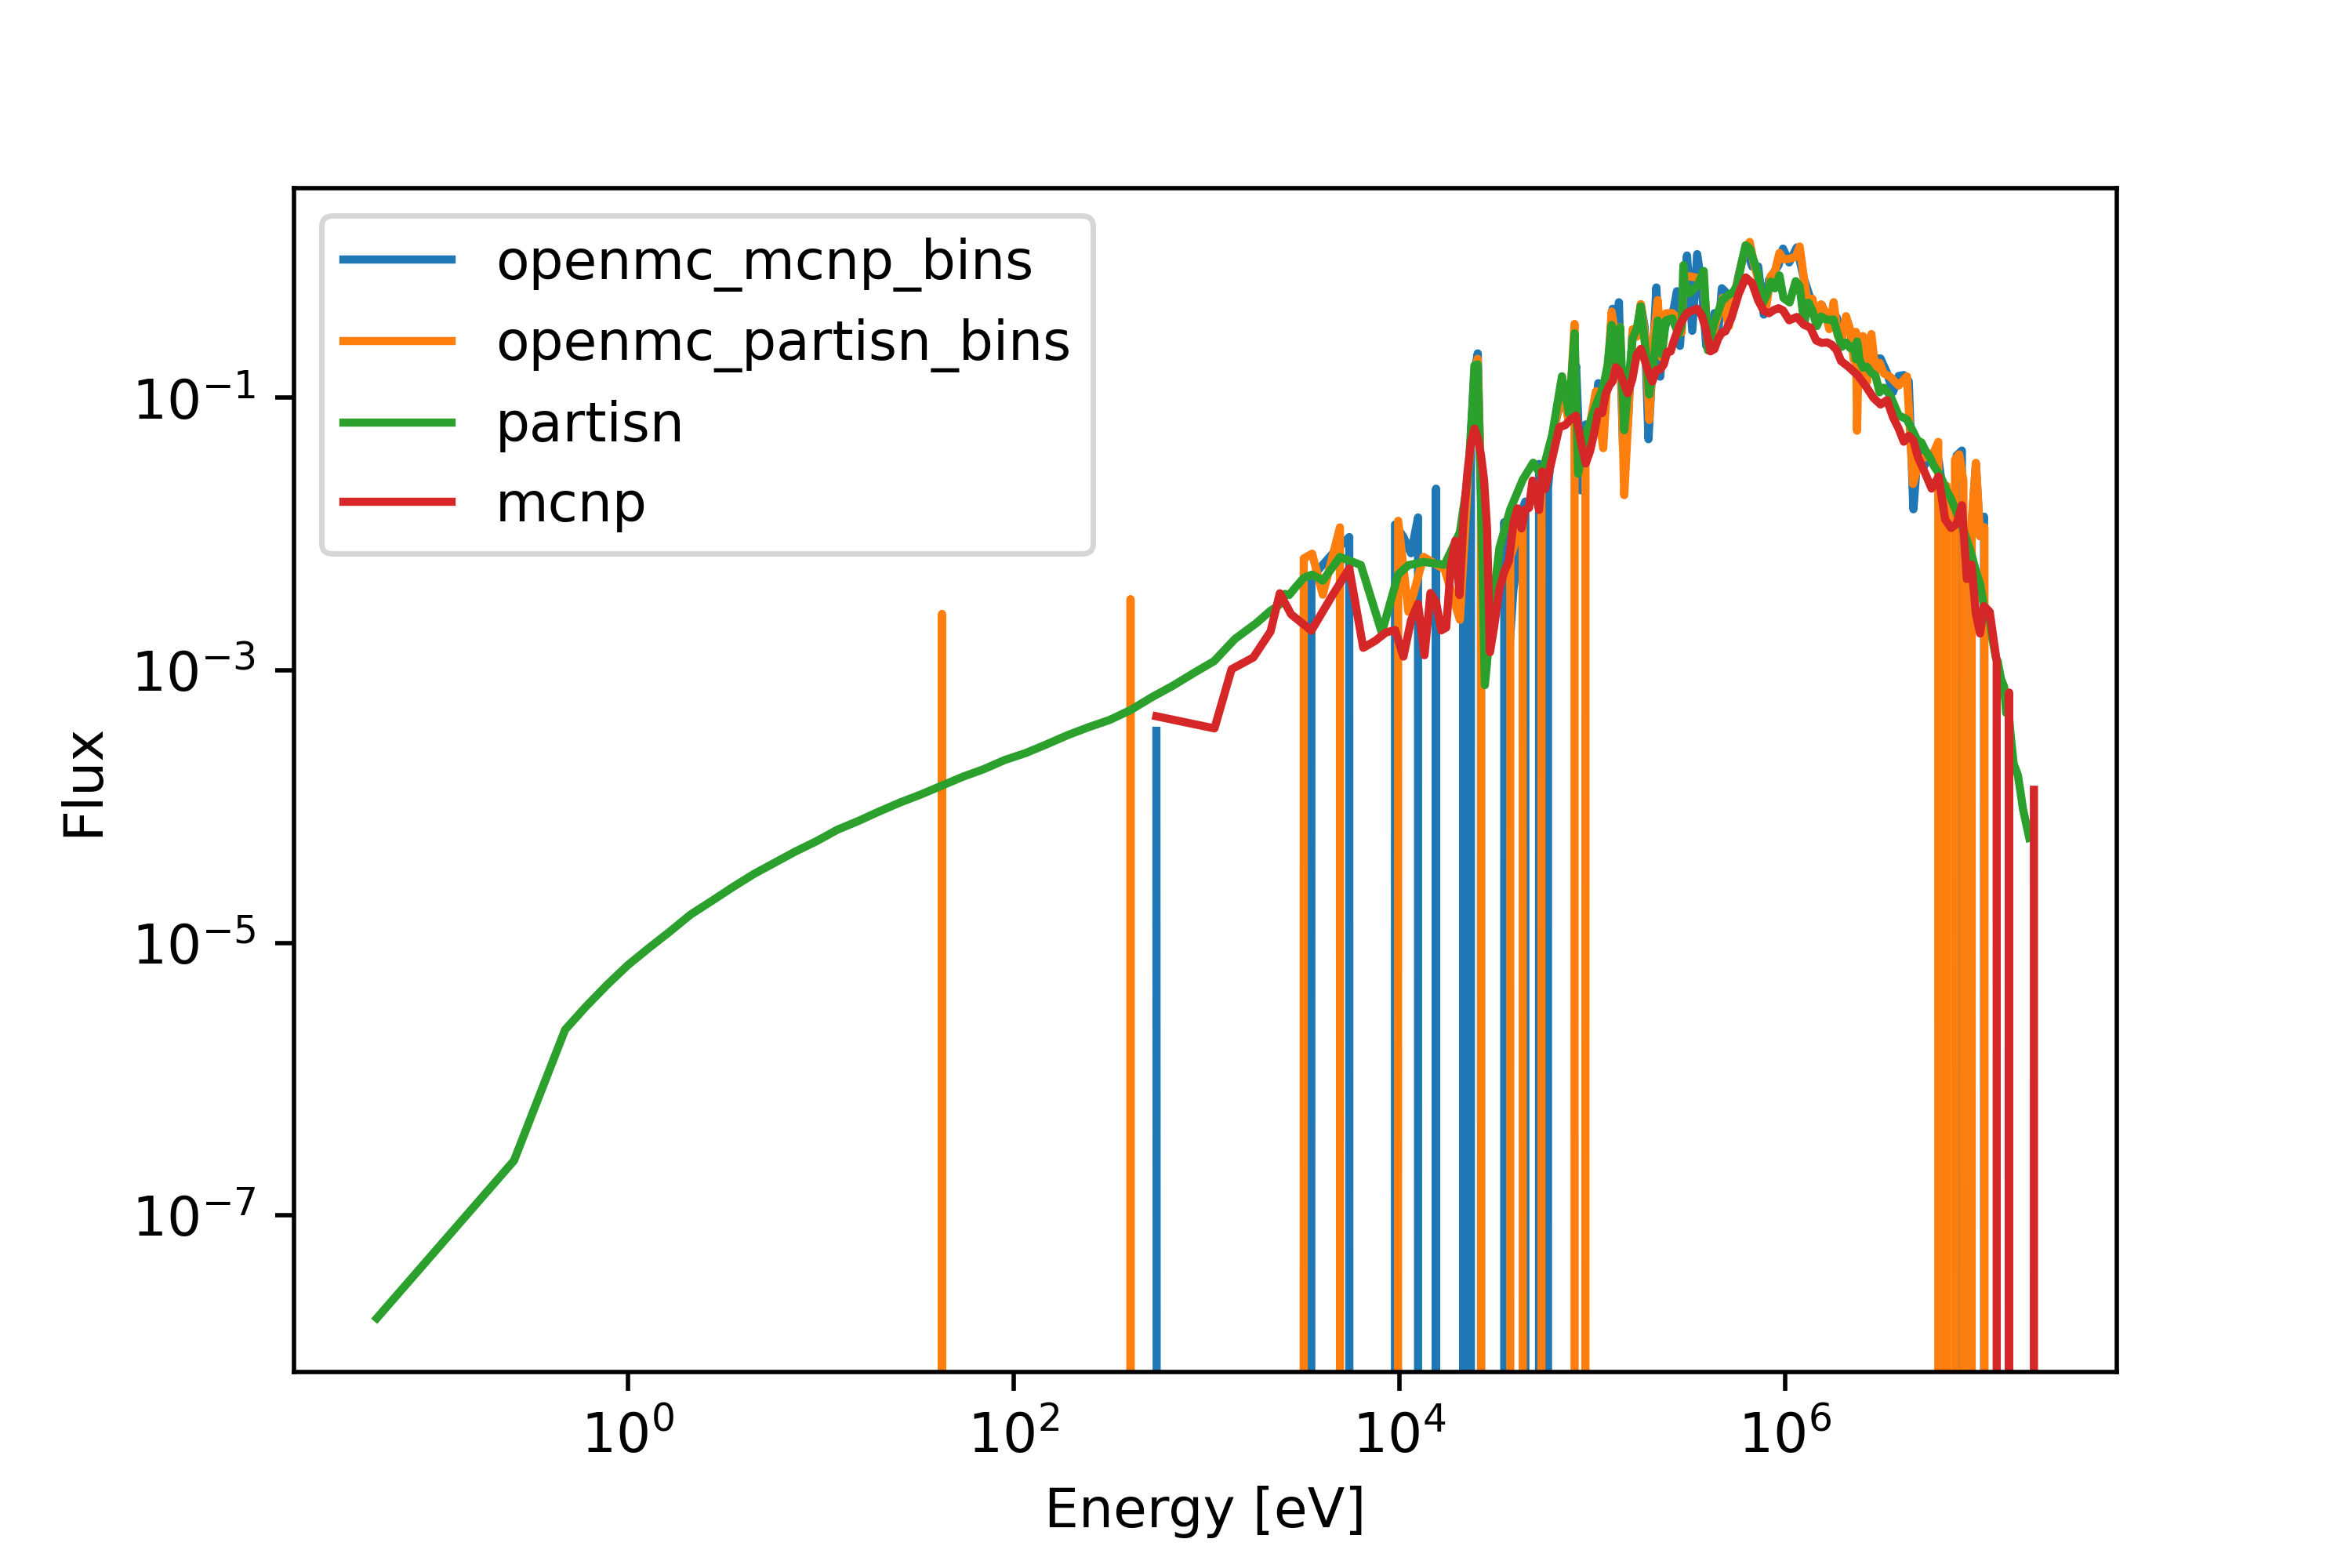 openmc_mcnp_bins
openmc_partisn_bins
partisn
mcnp
10⁻¹
10⁻³
10⁻⁵
10⁻⁷
Flux
10⁰ 10² 10⁴ 10⁶
Energy [eV]